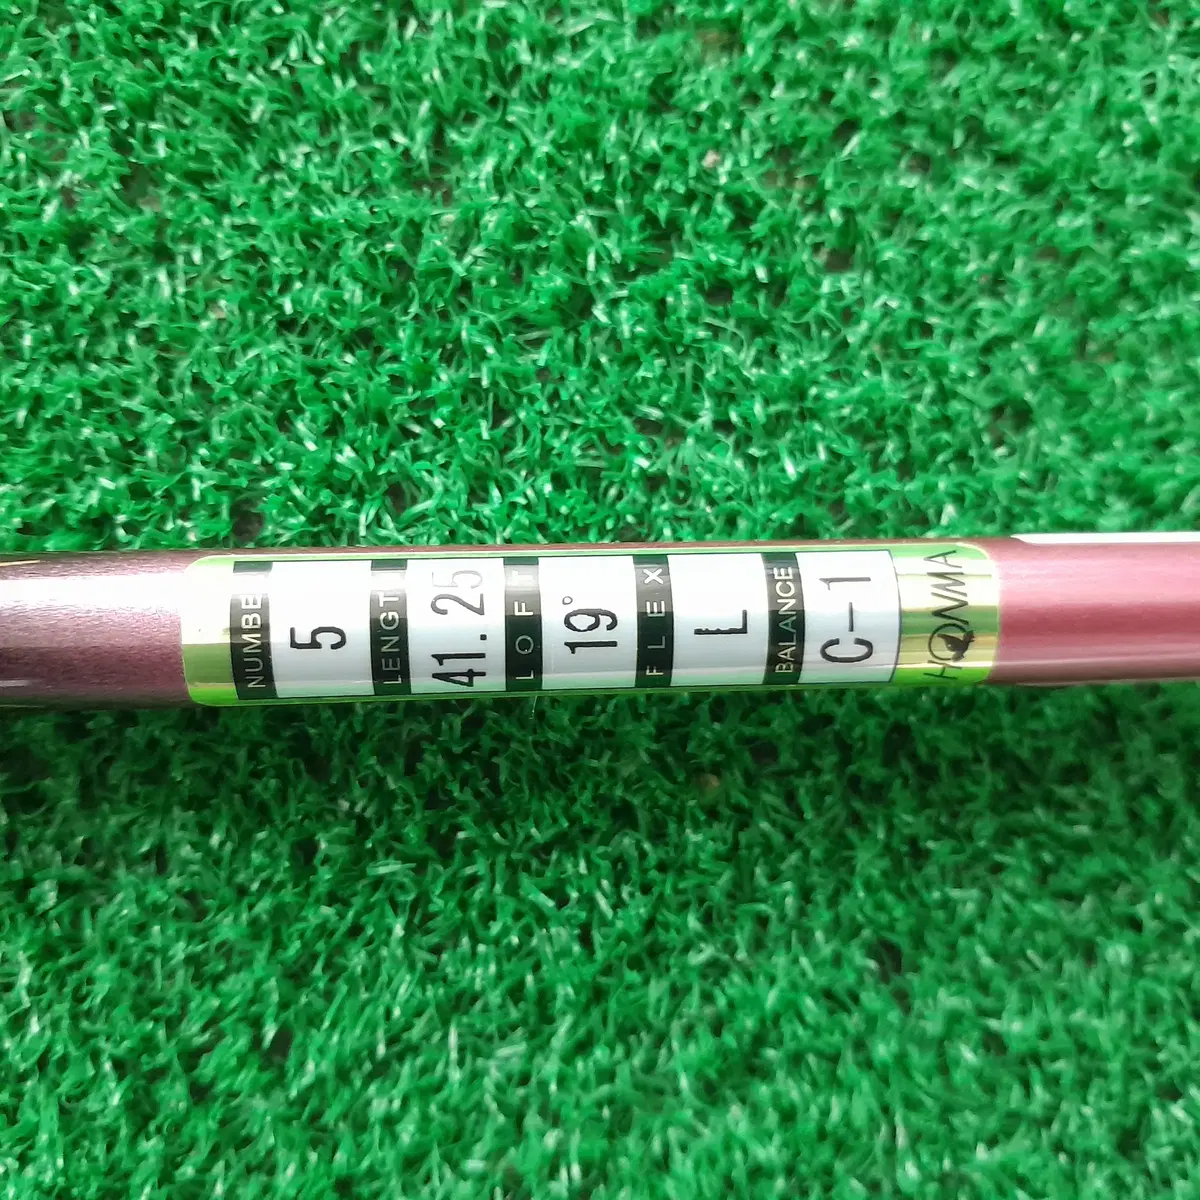 NUMBER
5
LENGTH
41.25
LOFT
19°
FLEX
L
BALANCE
C-1
HONMA